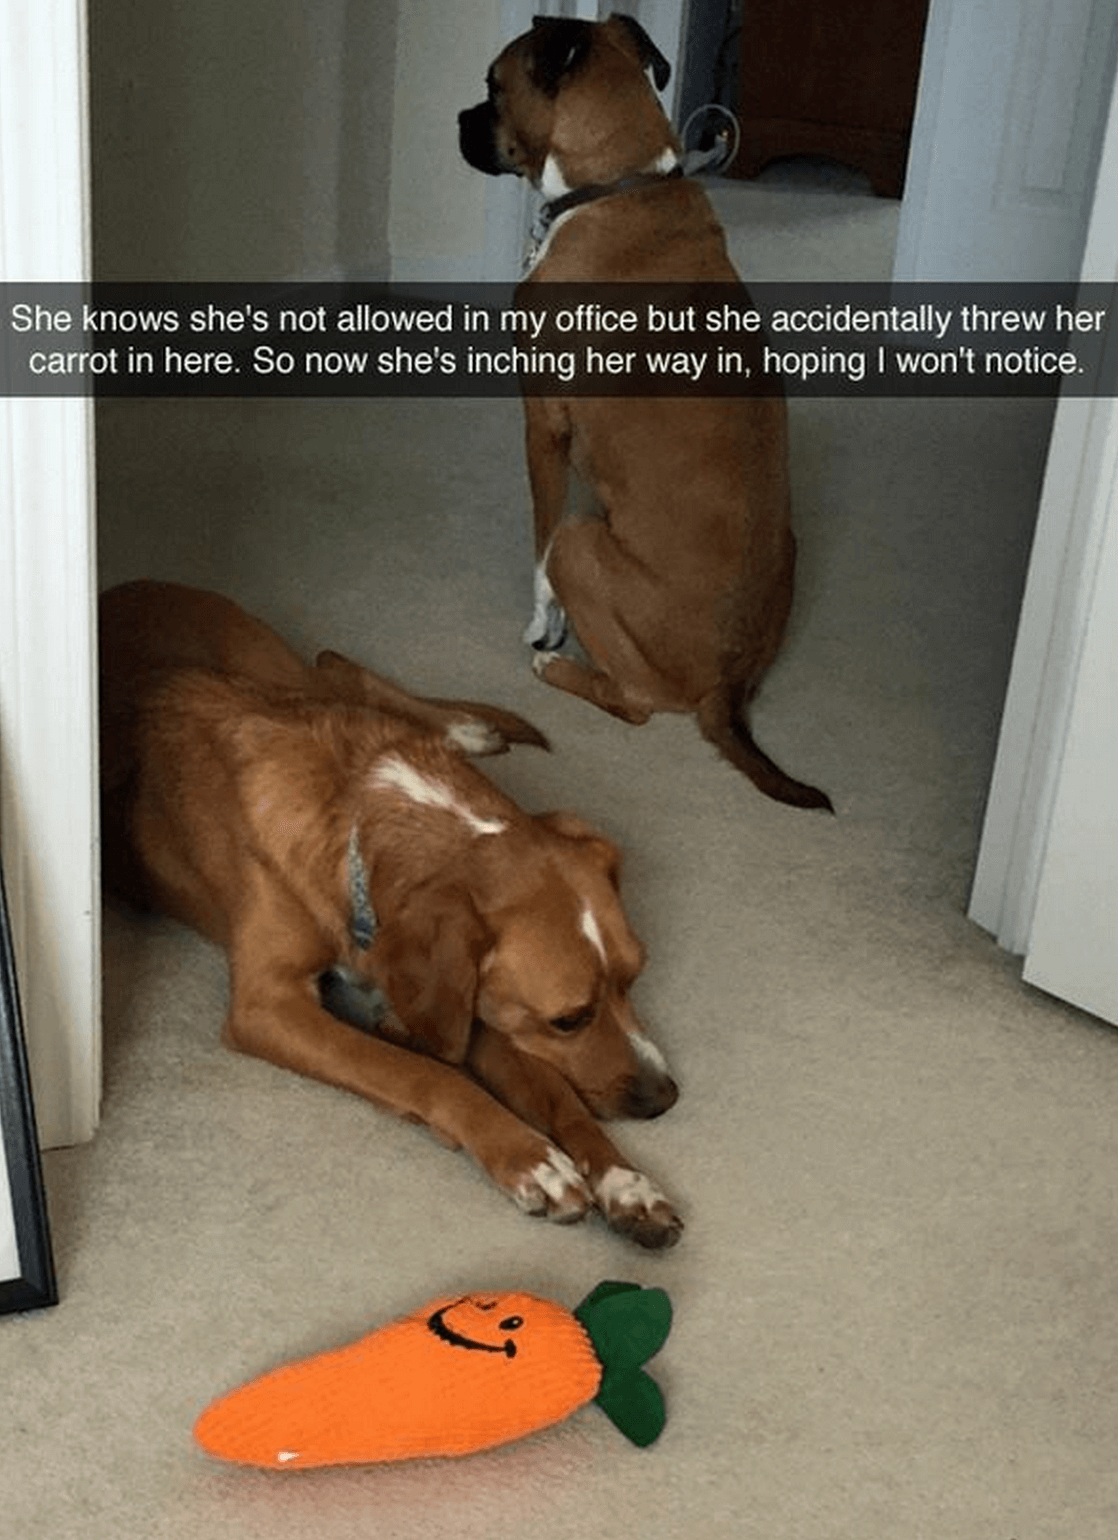 She knows she's not allowed in my office but she accidentally threw her
carrot in here. So now she's inching her way in, hoping I won't notice.